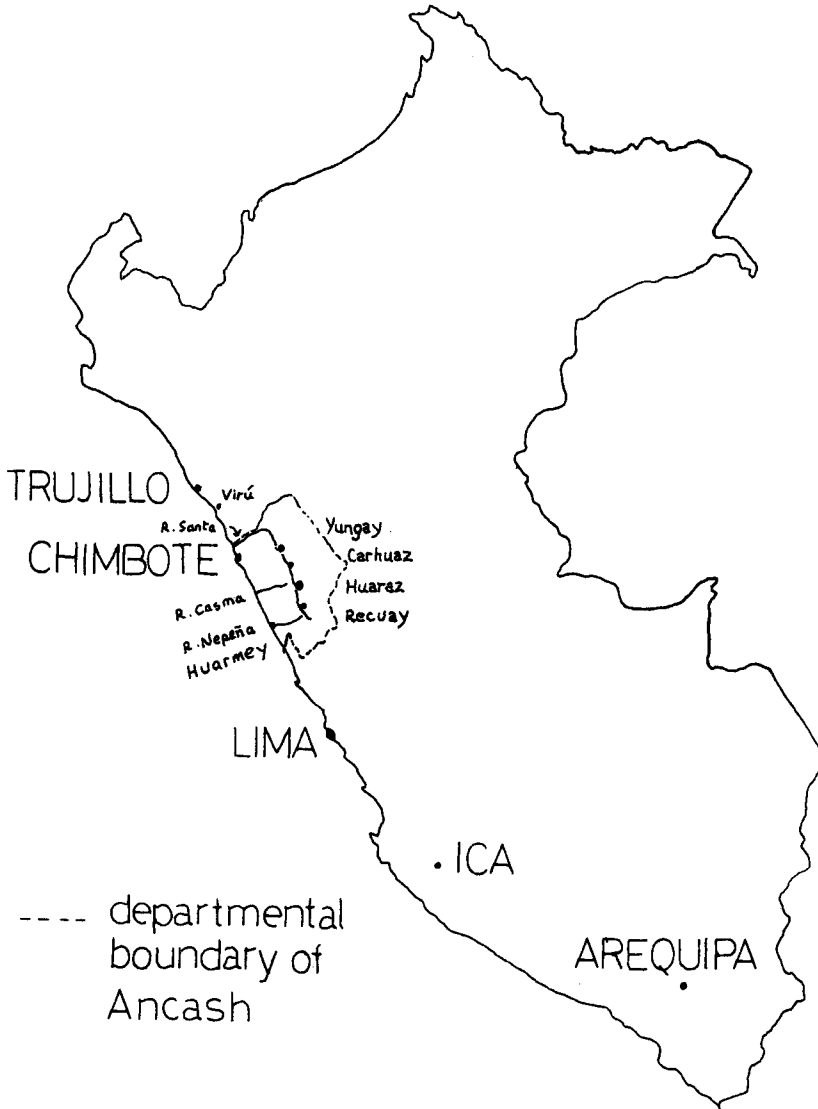 TRUJILLO
Virú
R. Santa
CHIMBOTE
Yungay
Carhuaz
Huaraz
Recuay
R. Casma
R. Nepeña
Huarmey
LIMA
ICA
AREQUIPA
---- departmental
boundary of
Ancash